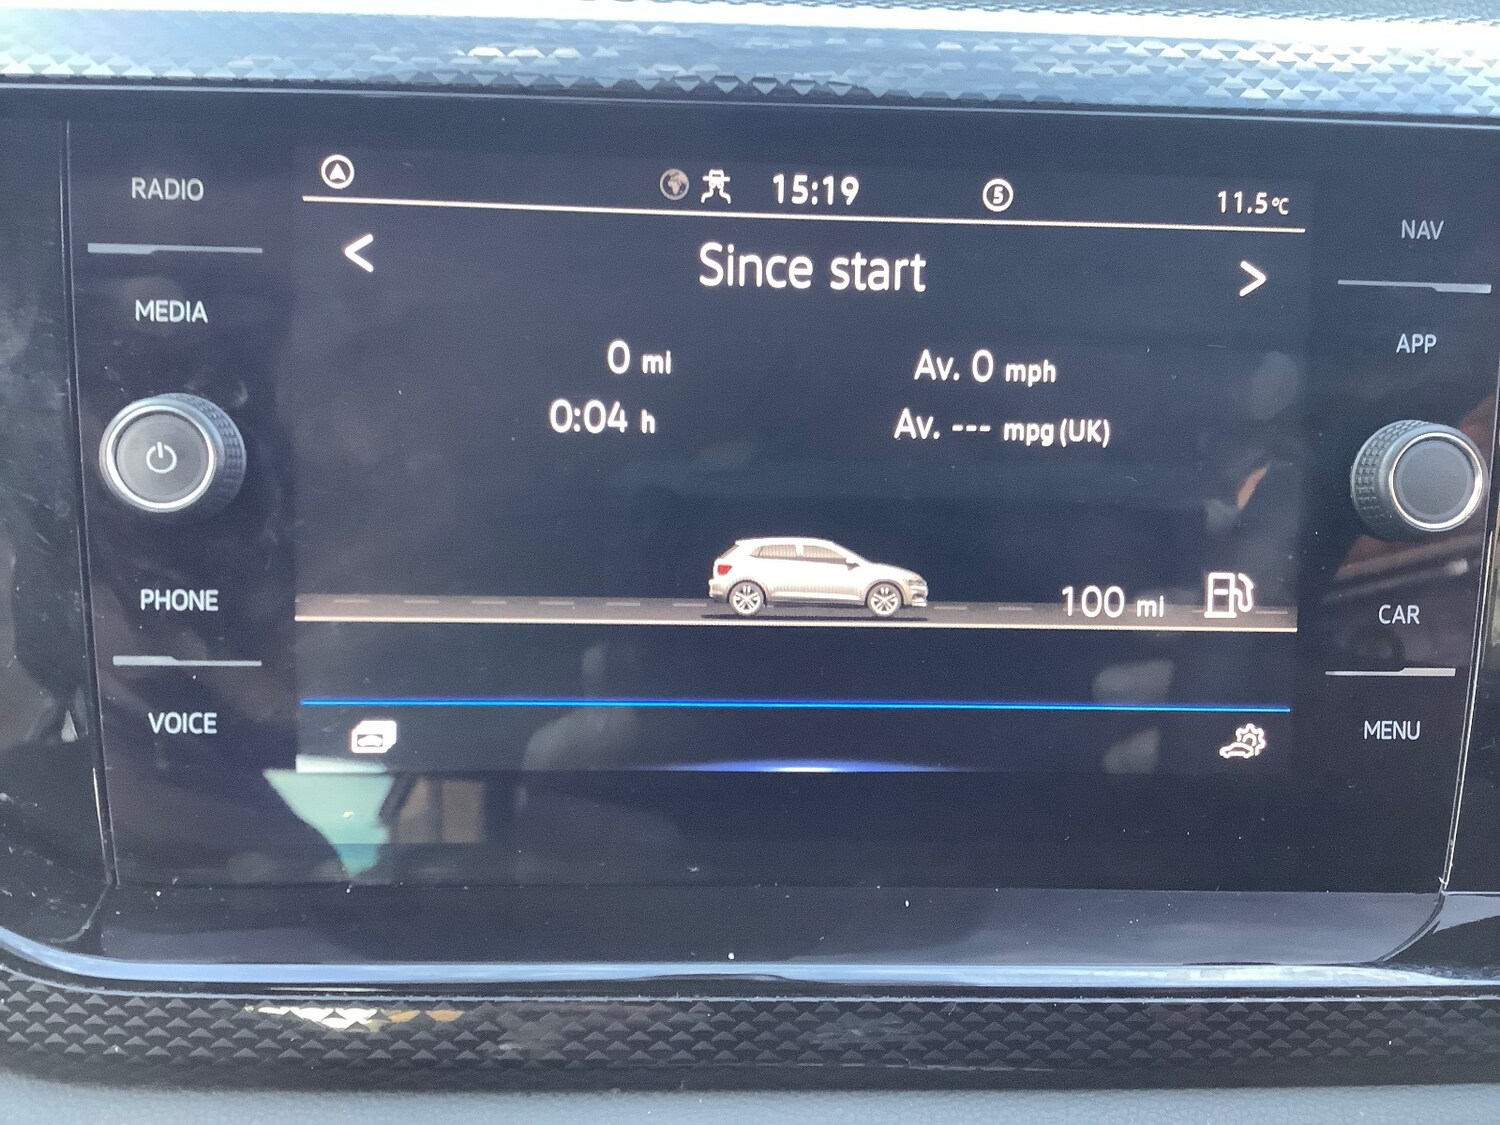 RADIO
MEDIA
PHONE
VOICE
15:19
5
11.5°C
<
Since start
>
0 mi
Av. 0 mph
0:04 h
Av. --- mpg (UK)
100 mi
NAV
APP
CAR
MENU